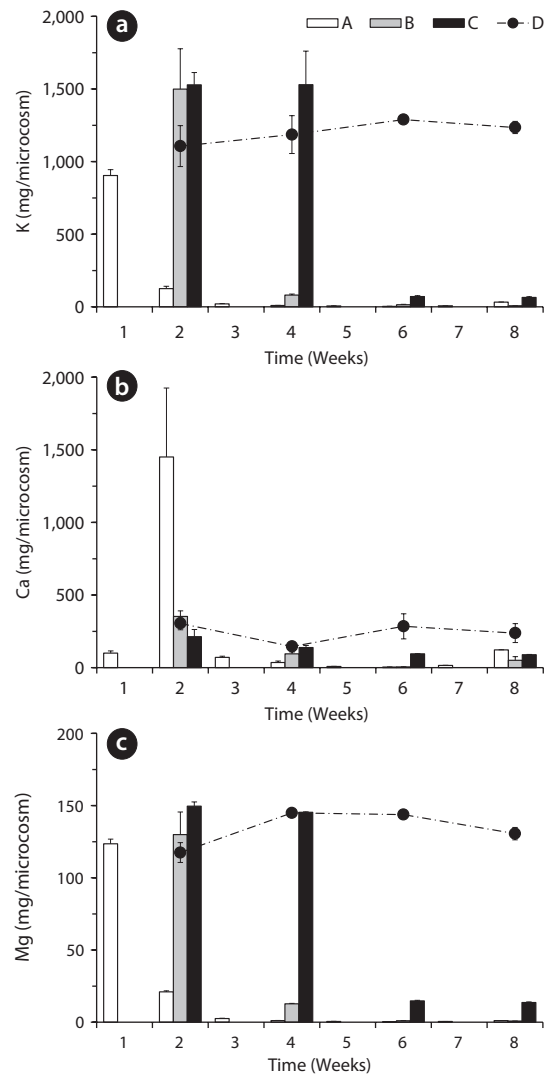 a
A B C D
2,000
1,500
1,000
500
0
K (mg/microcosm)
1 2 3 4 5 6 7 8
Time (Weeks)
b
2,000
1,500
1,000
500
0
Ca (mg/microcosm)
1 2 3 4 5 6 7 8
Time (Weeks)
c
200
150
100
50
0
Mg (mg/microcosm)
1 2 3 4 5 6 7 8
Time (Weeks)